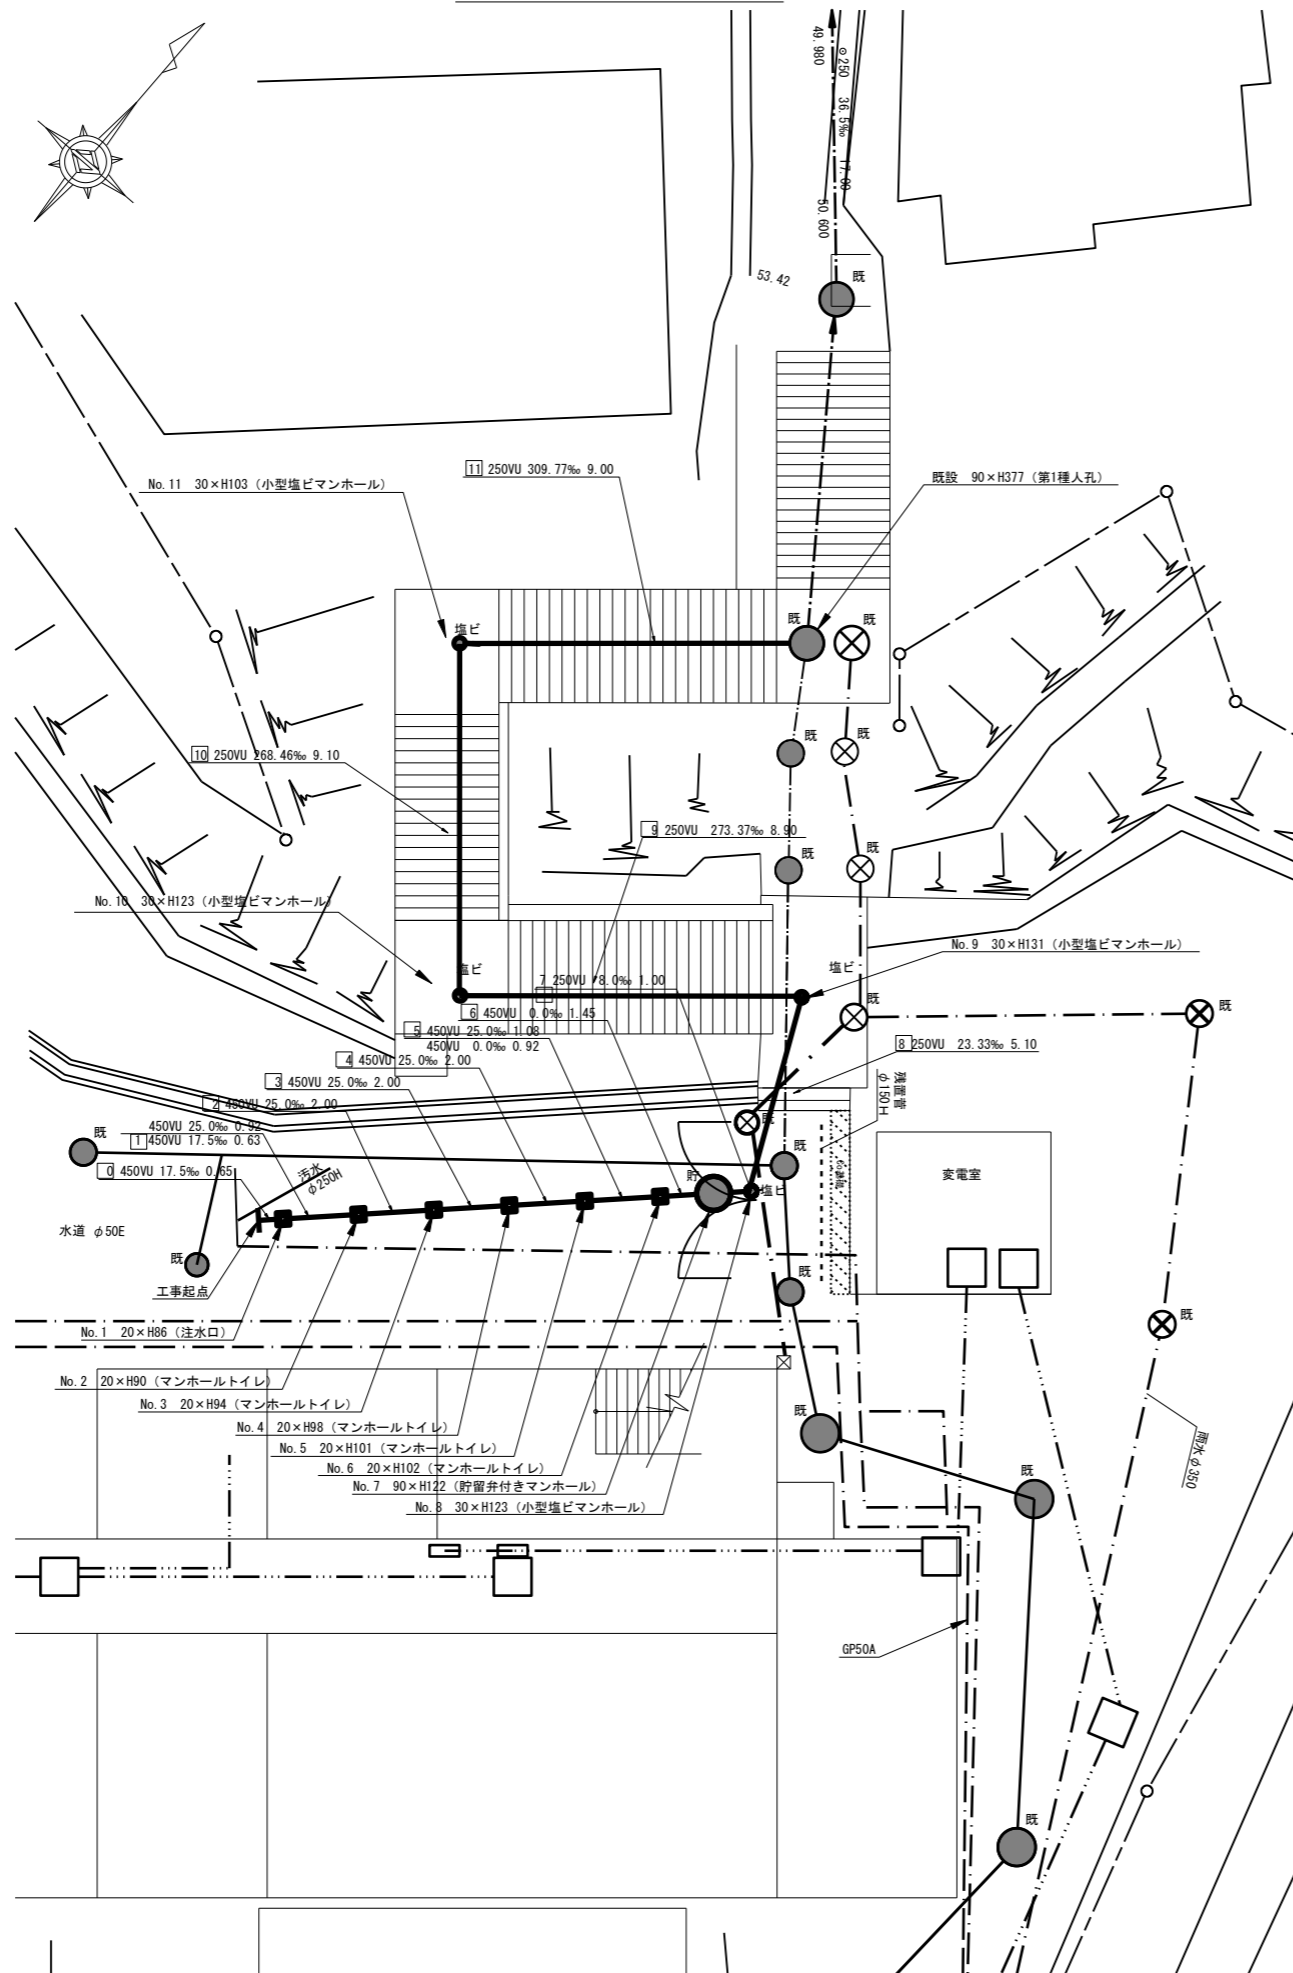 49.980
⊙250 36.5‰ 17.00
50.600
既
53.42
11 250VU 309.77‰ 9.00
No.11 30×H103（小型塩ビマンホール）
既設 90×H377（第1種人孔）
塩ビ
既
既
既
既
10 250VU 268.46‰ 9.10
9 250VU 273.37‰ 8.90
既
既
No.10 30×H123（小型塩ビマンホール）
No.9 30×H131（小型塩ビマンホール）
塩ビ
塩ビ
7 250VU 8.0‰ 1.00
既
既
6 450VU 0.0‰ 1.45
5 450VU 25.0‰ 1.08
450VU 0.0‰ 0.92
8 250VU 23.33‰ 5.10
4 450VU 25.0‰ 2.00
3 450VU 25.0‰ 2.00
残置管
φ150H
2 450VU 25.0‰ 2.00
450VU 25.0‰ 0.92
既
既
1 450VU 17.5‰ 0.63
既
0 450VU 17.5‰ 0.65
汚水
φ250H
貯
塩ビ
変電室
水道 φ50E
既
既
工事起点
No.1 20×H86（注水口）
既
No.2 20×H90（マンホールトイレ）
No.3 20×H94（マンホールトイレ）
No.4 20×H98（マンホールトイレ）
既
No.5 20×H101（マンホールトイレ）
雨水φ350
No.6 20×H102（マンホールトイレ）
既
No.7 90×H122（貯留弁付きマンホール）
No.8 30×H123（小型塩ビマンホール）
GP50A
既